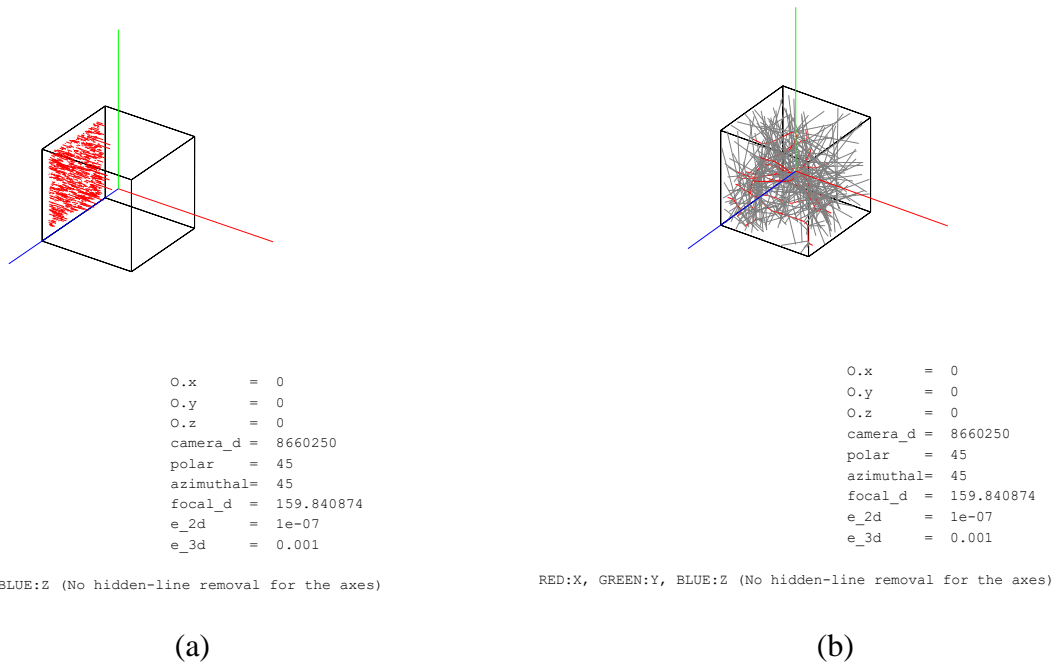 O.x = 0
O.y = 0
O.z = 0
camera_d = 8660250
polar = 45
azimuthal= 45
focal_d = 159.840874
e_2d = 1e-07
e_3d = 0.001
BLUE:Z (No hidden-line removal for the axes)
(a)
O.x = 0
O.y = 0
O.z = 0
camera_d = 8660250
polar = 45
azimuthal= 45
focal_d = 159.840874
e_2d = 1e-07
e_3d = 0.001
RED:X, GREEN:Y, BLUE:Z (No hidden-line removal for the axes)
(b)